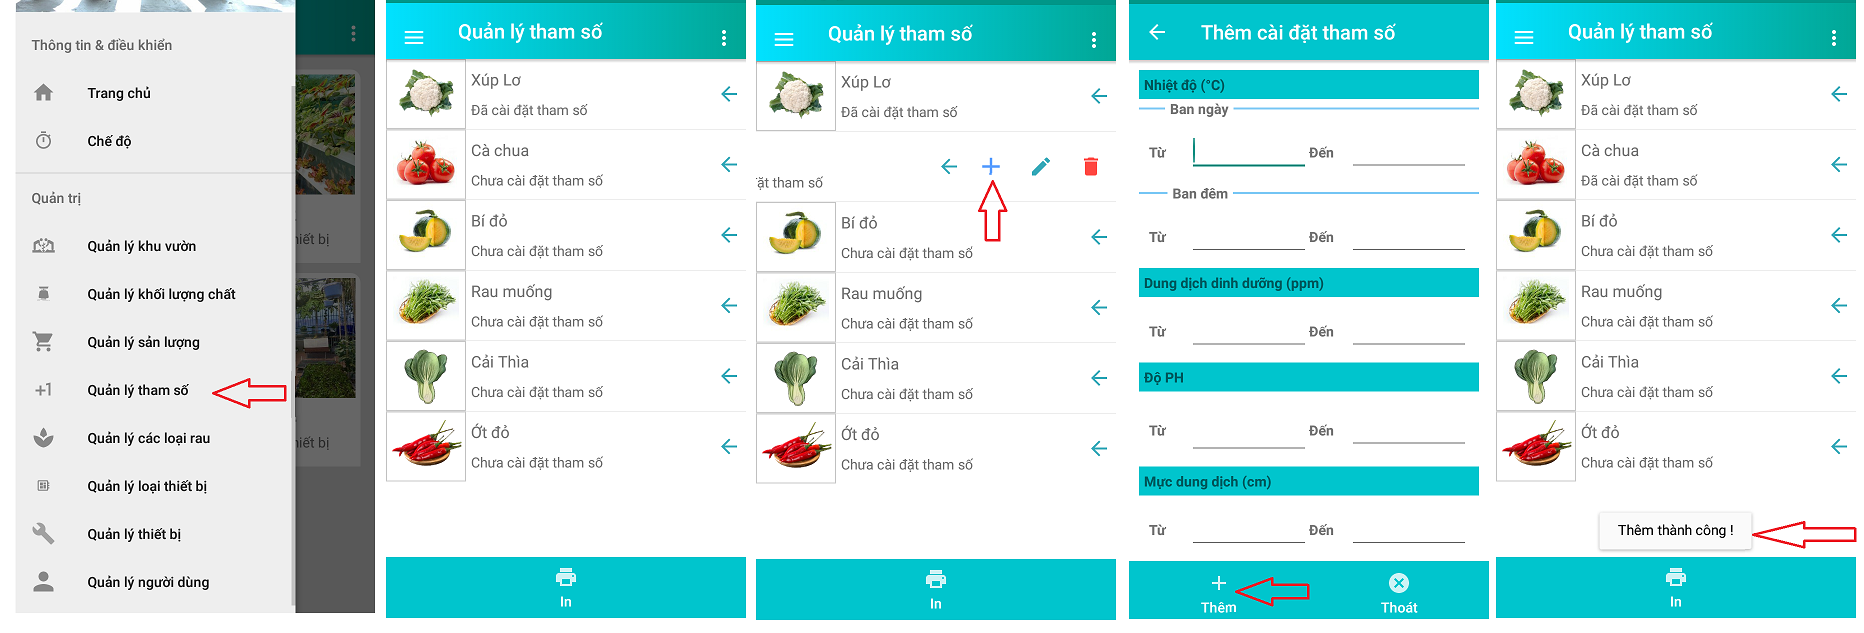 Thông tin & điều khiển
Trang chủ
Chế độ
Quản trị
Quản lý khu vườn
Quản lý khối lượng chất
Quản lý sản lượng
+1 Quản lý tham số
Quản lý các loại rau
Quản lý loại thiết bị
Quản lý thiết bị
Quản lý người dùng
thiết bị
hiết bị
Quản lý tham số
Xúp Lơ
Đã cài đặt tham số
Cà chua
Chưa cài đặt tham số
Bí đỏ
Chưa cài đặt tham số
Rau muống
Chưa cài đặt tham số
Cải Thìa
Chưa cài đặt tham số
Ớt đỏ
Chưa cài đặt tham số
In
Quản lý tham số
Xúp Lơ
Đã cài đặt tham số
đặt tham số
Bí đỏ
Chưa cài đặt tham số
Rau muống
Chưa cài đặt tham số
Cải Thìa
Chưa cài đặt tham số
Ớt đỏ
Chưa cài đặt tham số
In
Thêm cài đặt tham số
Nhiệt độ (°C)
Ban ngày
Từ Đến
Ban đêm
Từ Đến
Dung dịch dinh dưỡng (ppm)
Từ Đến
Độ PH
Từ Đến
Mực dung dịch (cm)
Từ Đến
Thêm Thoát
Quản lý tham số
Xúp Lơ
Đã cài đặt tham số
Cà chua
Đã cài đặt tham số
Bí đỏ
Chưa cài đặt tham số
Rau muống
Chưa cài đặt tham số
Cải Thìa
Chưa cài đặt tham số
Ớt đỏ
Chưa cài đặt tham số
Thêm thành công !
In